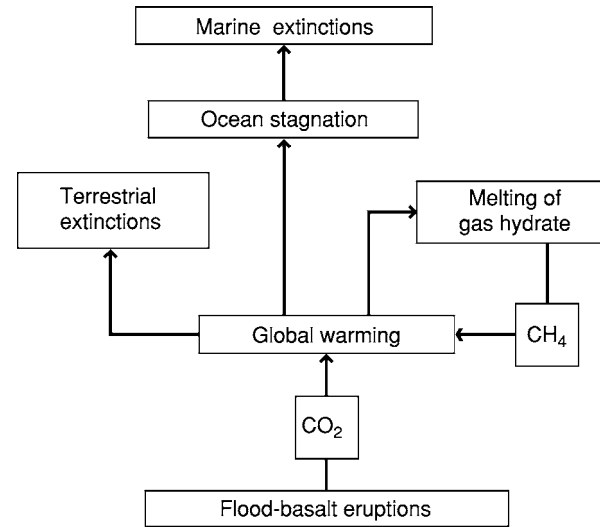 Marine extinctions
Ocean stagnation
Terrestrial
extinctions
Melting of
gas hydrate
Global warming
CH₄
CO₂
Flood-basalt eruptions